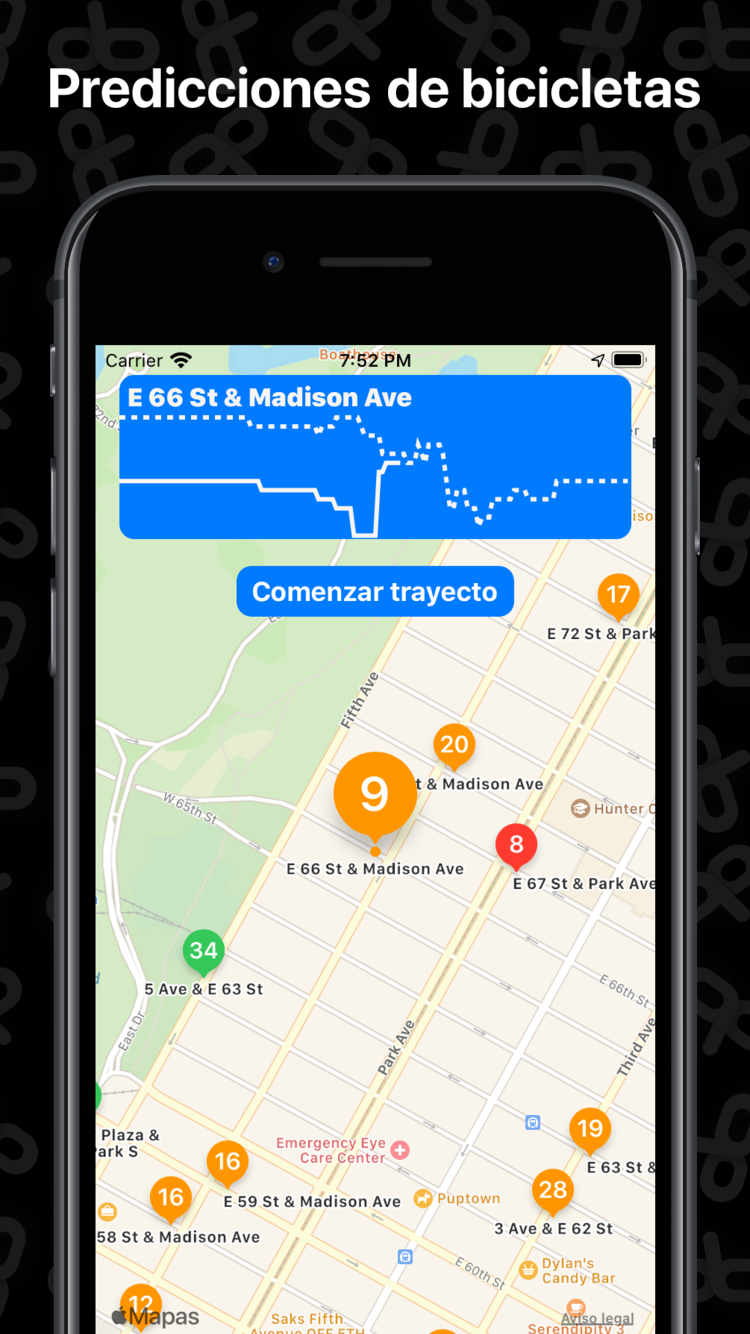 Predicciones de bicicletas
Carrier
7:52 PM
E 66 St & Madison Ave
Comenzar trayecto
17
E 72 St & Park
Fifth Ave
20
t & Madison Ave
9
Hunter C
W 65th St
E 66 St & Madison Ave
8
E 67 St & Park Ave
34
5 Ave & E 63 St
E 66th St
East Dr
Park Ave
Third Ave
Plaza &
ark S
Emergency Eye
Care Center
19
16
E 63 St &
16
E 59 St & Madison Ave
Puptown
28
58 St & Madison Ave
3 Ave & E 62 St
E 60th St
Dylan's
Candy Bar
12
Mapas
Saks Fifth
Avenue OFF 5TH
Aviso legal
Serendipity 3